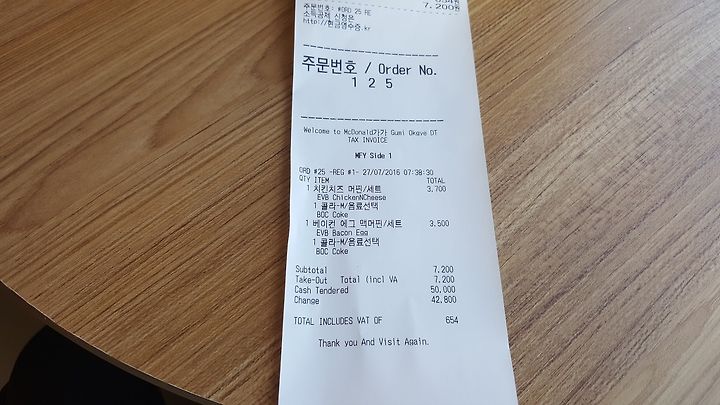 7,200원
주문번호: #ORD 25 RE
소득공제 신청은
http://현금영수증.kr
주문번호 / Order No.
1 2 5
Welcome to McDonald가가 Gumi Okgye DT
TAX INVOICE
MFY Side 1
ORD #25 -REG #1- 27/07/2016 07:38:30
QTY ITEM TOTAL
1 치킨치즈 머핀/세트 3,700
EVB ChickenNCheese
1 콜라-M/음료선택
BOC Coke
1 베이컨 에그 맥머핀/세트 3,500
EVB Bacon Egg
1 콜라-M/음료선택
BOC Coke
Subtotal 7,200
Take-Out Total (incl VA 7,200
Cash Tendered 50,000
Change 42,800
TOTAL INCLUDES VAT OF 654
Thank you And Visit Again.